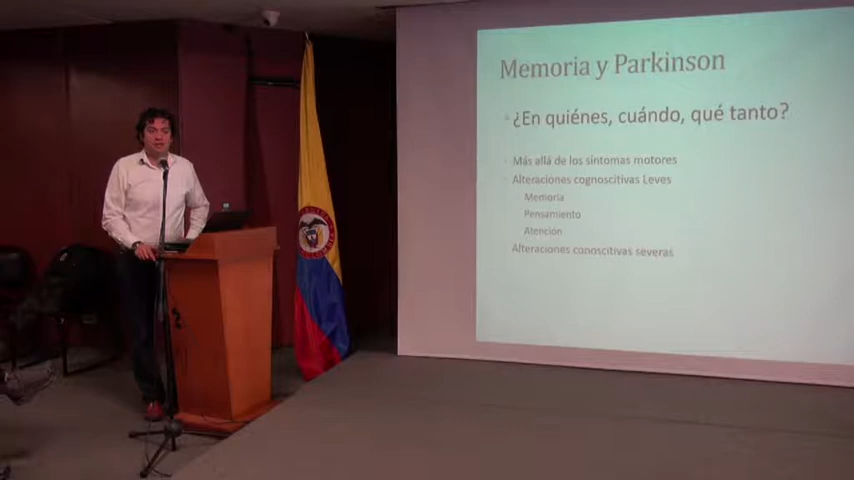 Memoria y Parkinson
¿En quiénes, cuándo, qué tanto?
Más allá de los síntomas motores
Alteraciones cognoscitivas Leves
Memoria
Pensamiento
Atención
Alteraciones conoscitivas severas